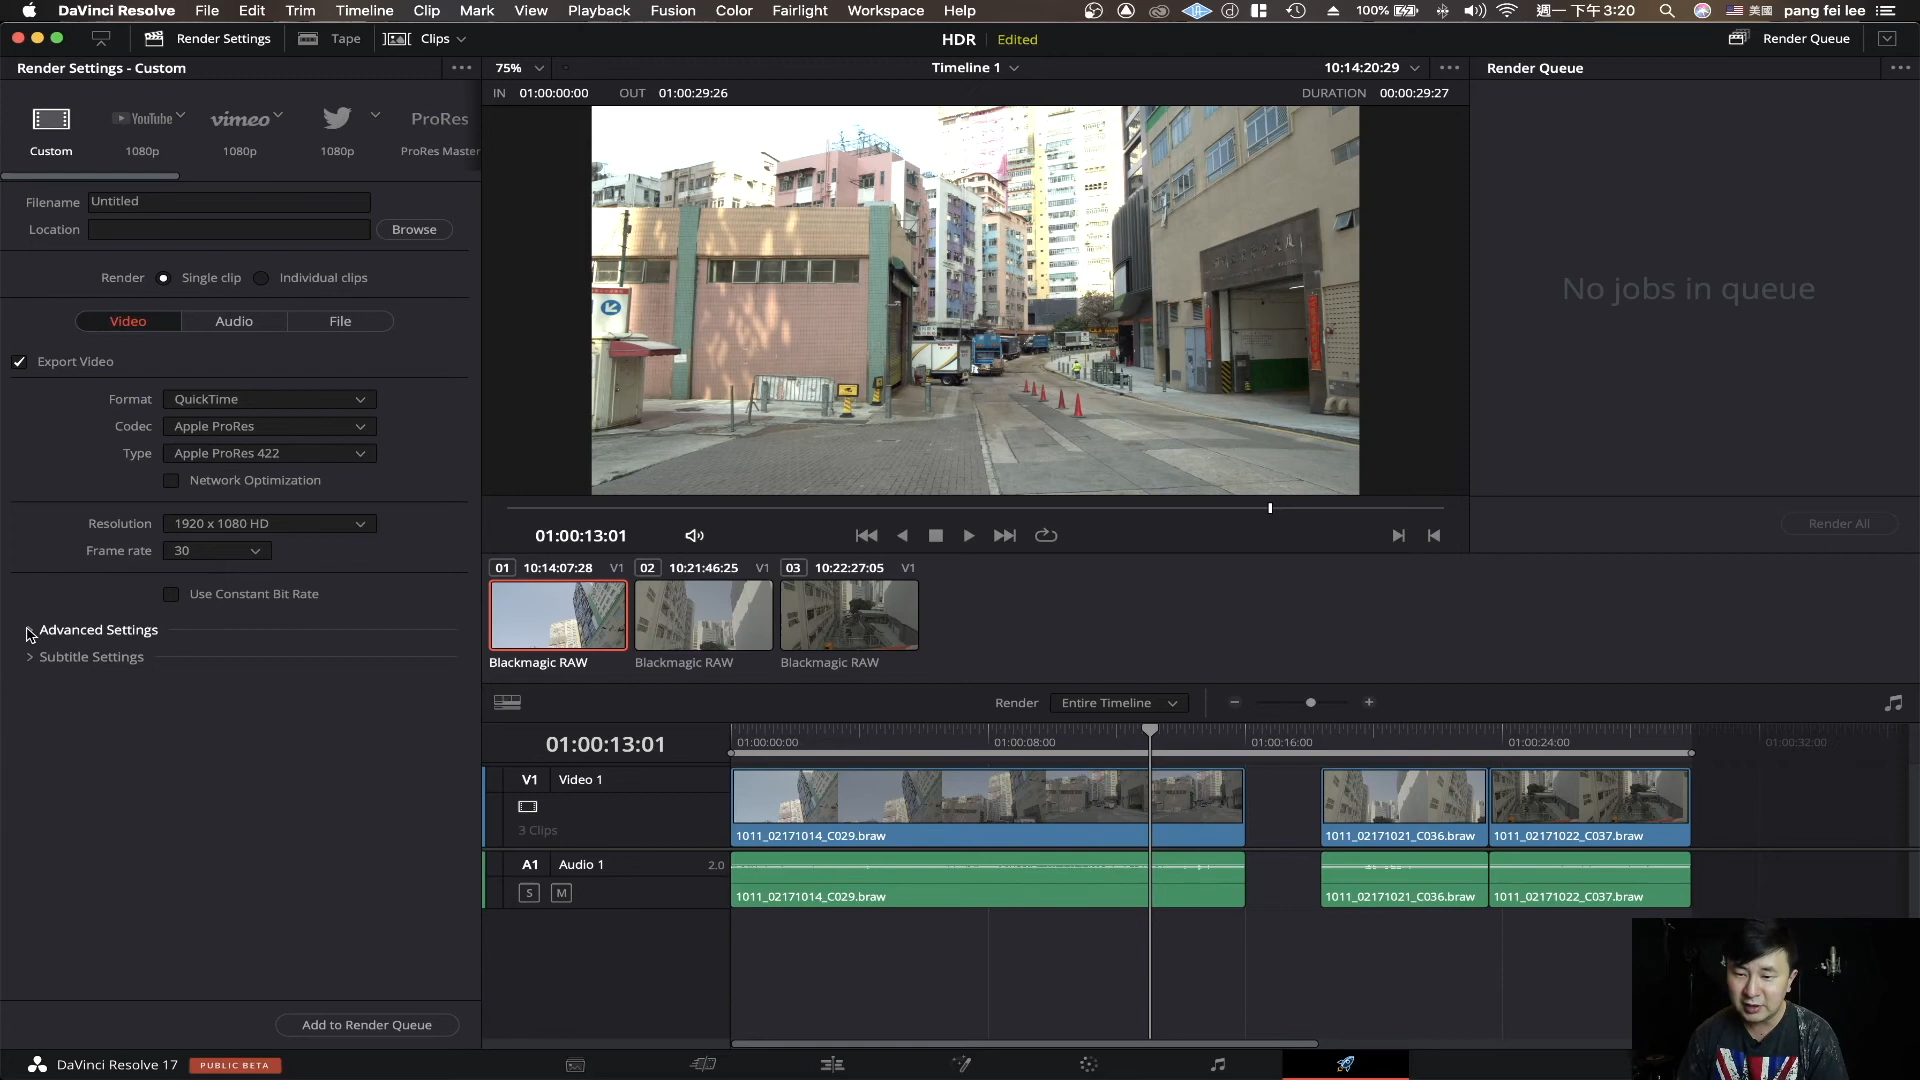 DaVinci Resolve File Edit Trim Timeline Clip Mark View Playback Fusion Color Fairlight Workspace Help 100% 美國 週一 下午 3:20 pang fei lee
Render Settings Tape Clips HDR Edited Render Queue
Render Settings - Custom
75% Timeline 1 10:14:20:29
Render Queue
IN 01:00:00:00 OUT 01:00:29:26 DURATION 00:00:29:27
YouTube vimeo ProRes
Custom 1080p 1080p 1080p ProRes Master
Filename Untitled
Location Browse
Render Single clip Individual clips
Video Audio File
Export Video
Format QuickTime
Codec Apple ProRes
Type Apple ProRes 422
Network Optimization
Resolution 1920 x 1080 HD
Frame rate 30
Use Constant Bit Rate
Advanced Settings
Subtitle Settings
Add to Render Queue
No jobs in queue
Render All
01:00:13:01
01 10:14:07:28 V1 02 10:21:46:25 V1 03 10:22:27:05 V1
Blackmagic RAW Blackmagic RAW Blackmagic RAW
Render Entire Timeline
01:00:13:01
01:00:00:00 01:00:08:00 01:00:16:00 01:00:24:00 01:00:32:00
V1 Video 1
3 Clips
1011_02171014_C029.braw 1011_02171021_C036.braw 1011_02171022_C037.braw
A1 Audio 1 2.0
S M
1011_02171014_C029.braw 1011_02171021_C036.braw 1011_02171022_C037.braw
DaVinci Resolve 17 PUBLIC BETA